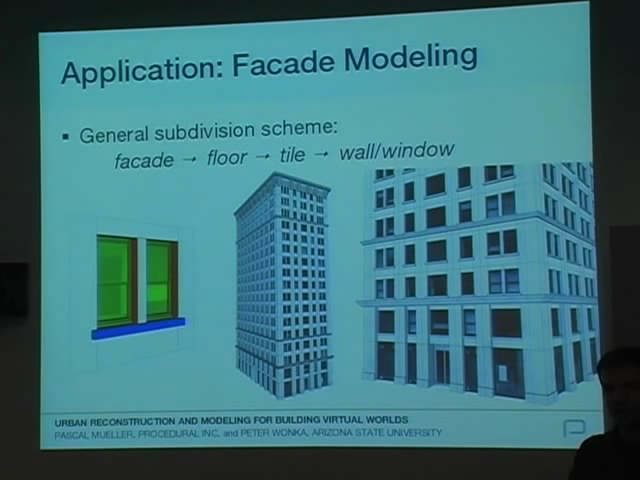 Application: Facade Modeling
▪ General subdivision scheme:
facade → floor → tile → wall/window
URBAN RECONSTRUCTION AND MODELING FOR BUILDING VIRTUAL WORLDS
PASCAL MUELLER, PROCEDURAL INC. and PETER WONKA, ARIZONA STATE UNIVERSITY